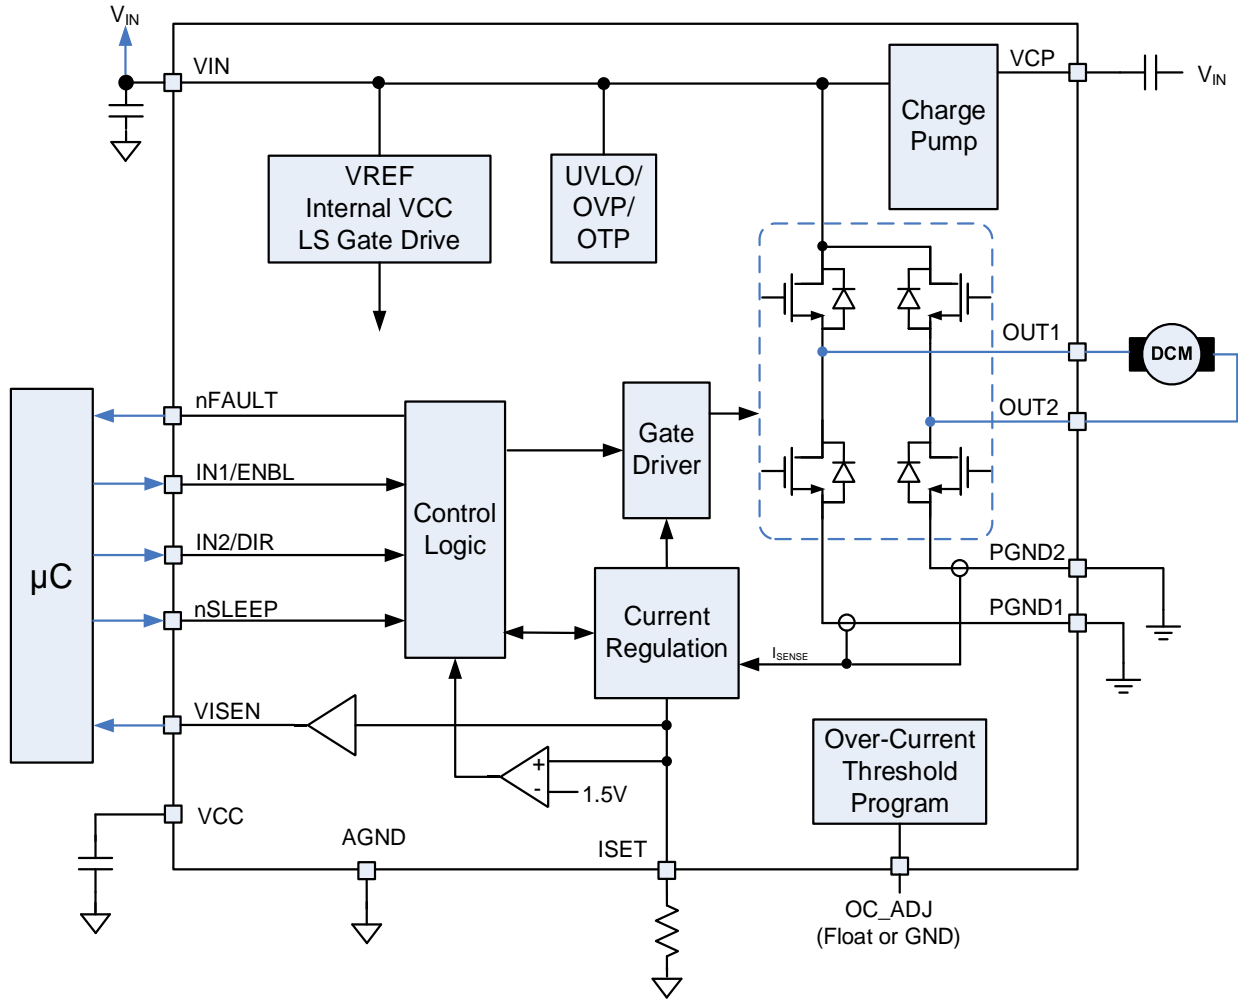 VIN
VIN
VCP
VIN
Charge
Pump
VREF
Internal VCC
LS Gate Drive
UVLO/
OVP/
OTP
OUT1
DCM
OUT2
nFAULT
IN1/ENBL
IN2/DIR
nSLEEP
µC
Control
Logic
Gate
Driver
PGND2
PGND1
Current
Regulation
ISENSE
VISEN
+
-
1.5V
Over-Current
Threshold
Program
VCC
AGND
ISET
OC_ADJ
(Float or GND)